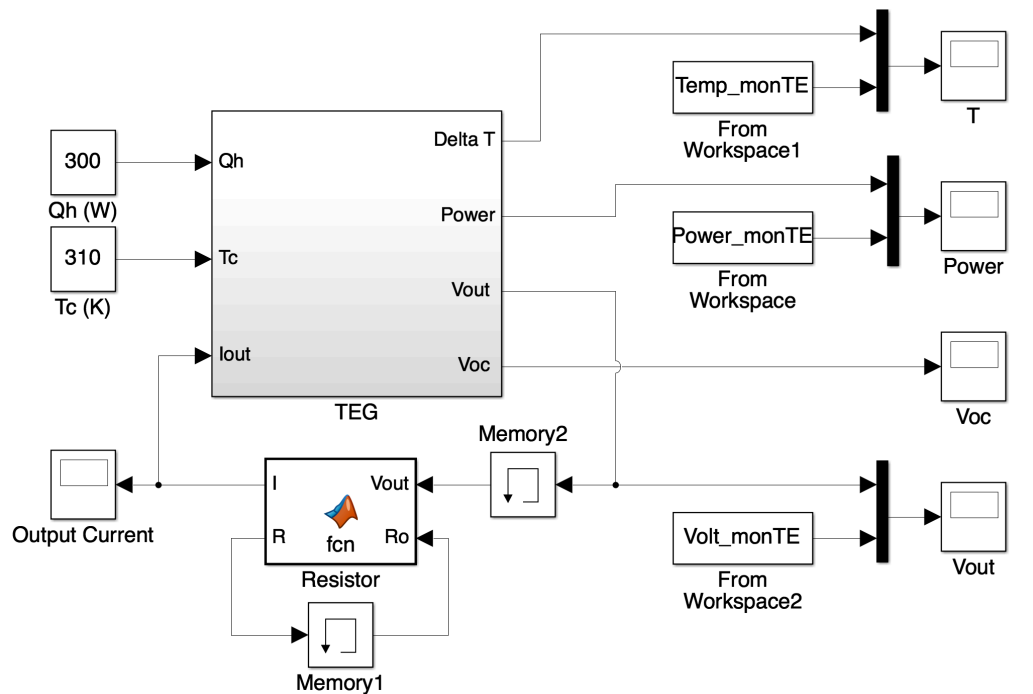 Temp_monTE
From
Workspace1
T
300
Qh (W)
310
Tc (K)
Qh
Tc
Iout
Delta T
Power
Vout
Voc
TEG
Power_monTE
From
Workspace
Power
Voc
Memory2
Output Current
I
R
Vout
Ro
fcn
Resistor
Memory1
Volt_monTE
From
Workspace2
Vout